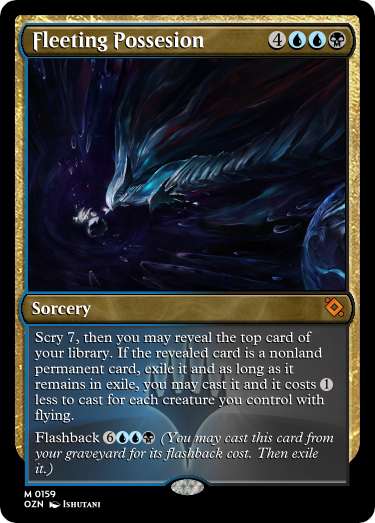 Fleeting Possesion 4
Sorcery
Scry 7, then you may reveal the top card of
your library. If the revealed card is a nonland
permanent card, exile it and as long as it
remains in exile, you may cast it and it costs 1
less to cast for each creature you control with
flying.
Flashback 6 (You may cast this card from
your graveyard for its flashback cost. Then exile
it.)
M 0159
OZN Ishutani